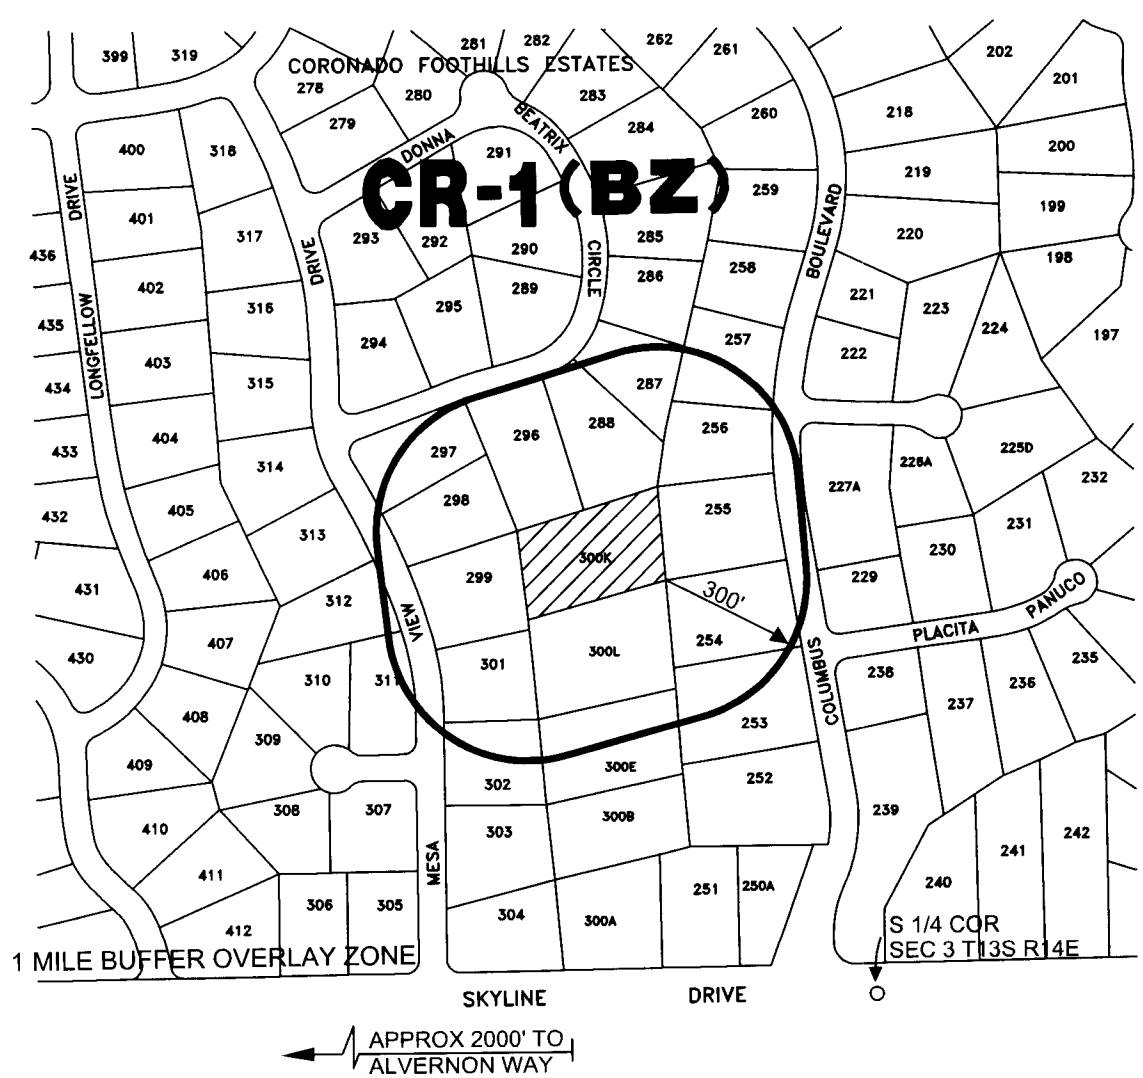 399 319 281 282 262 261 202
CORONADO FOOTHILLS ESTATES
278 280 283 201
279 284 260 218
DONNA BEATRIX CIRCLE
400 318 291 200
CR-1 (BZ)
219 259 199
401 317 293 292 290 285 220
436 198
402 316 295 289 286 258 221 223 224
435 294 257 222 197
403 315 287
434
LONGFELLOW DRIVE
DRIVE
BOULEVARD
404 314 297 296 288 256 226A 225D
433 232
405 313 298 255 227A 231
432
406 299 300K 229 230
431 312
300'
VIEW
PLACITA PANUCO
407 301 300L 254
430 310 311 238 236 235
COLUMBUS
408 309 253 237
409 302 300E 252
410 308 307 303 300B 239 242
MESA
411 241
306 305 304 300A 251 250A 240
412
S 1/4 COR
SEC 3 T13S R14E
1 MILE BUFFER OVERLAY ZONE
SKYLINE DRIVE
APPROX 2000' TO
ALVERNON WAY